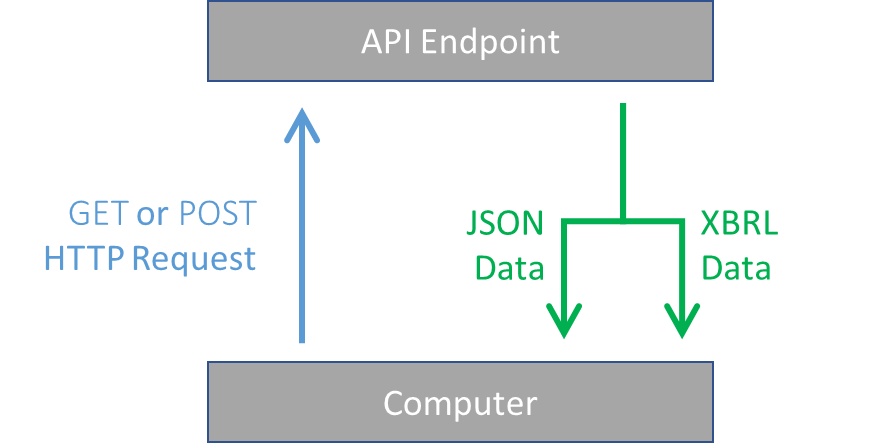 API Endpoint
GET or POST
HTTP Request
JSON
Data
XBRL
Data
Computer